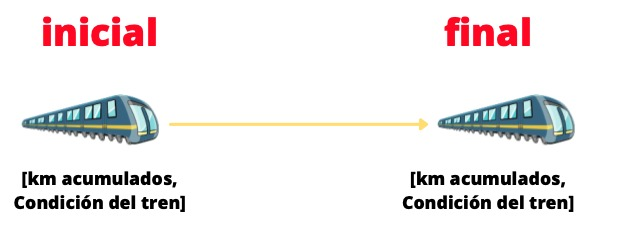 inicial
final
[km acumulados,
Condición del tren]
[km acumulados,
Condición del tren]